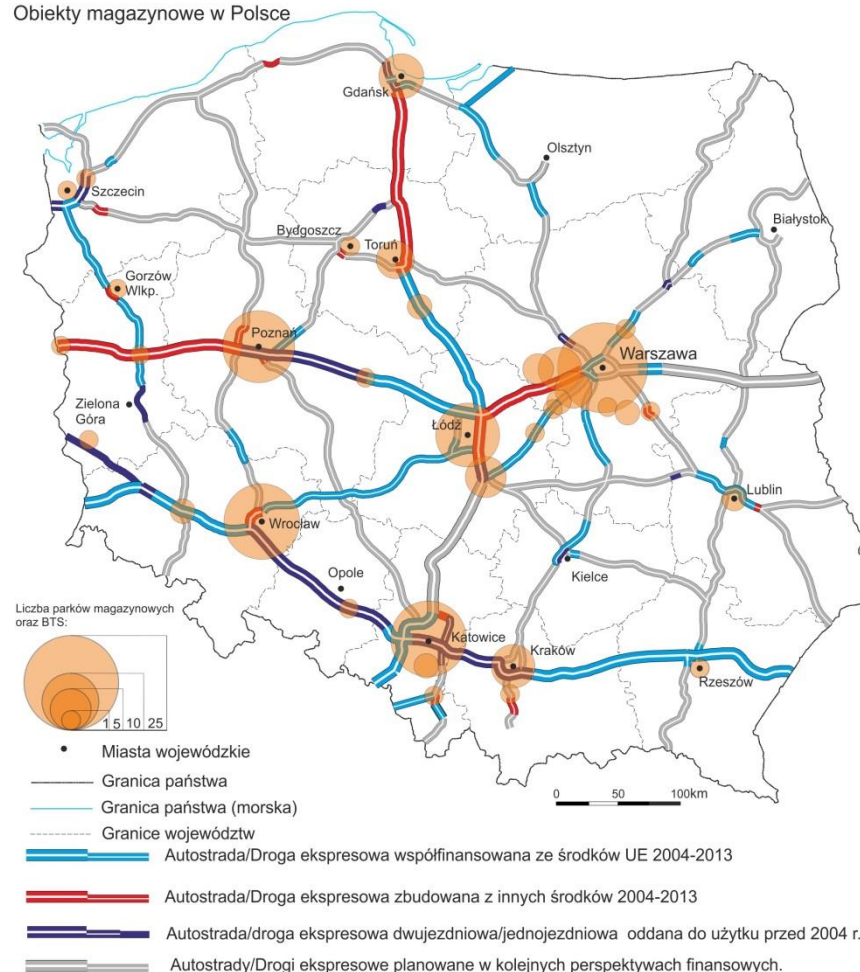 Obiekty magazynowe w Polsce
Gdańsk
Olsztyn
Szczecin
Białystok
Bydgoszcz
Toruń
Gorzów
Wlkp.
Poznań
Warszawa
Zielona
Góra
Łódź
Lublin
Wrocław
Opole
Kielce
Liczba parków magazynowych
oraz BTS:
Katowice
Kraków
Rzeszów
1 5 10 25
Miasta wojewódzkie
Granica państwa
Granica państwa (morska)
Granice województw
0 50 100km
Autostrada/Droga ekspresowa współfinansowana ze środków UE 2004-2013
Autostrada/Droga ekspresowa zbudowana z innych środków 2004-2013
Autostrada/droga ekspresowa dwujezdniowa/jednojezdniowa oddana do użytku przed 2004 r.
Autostrady/Drogi ekspresowe planowane w kolejnych perspektywach finansowych.